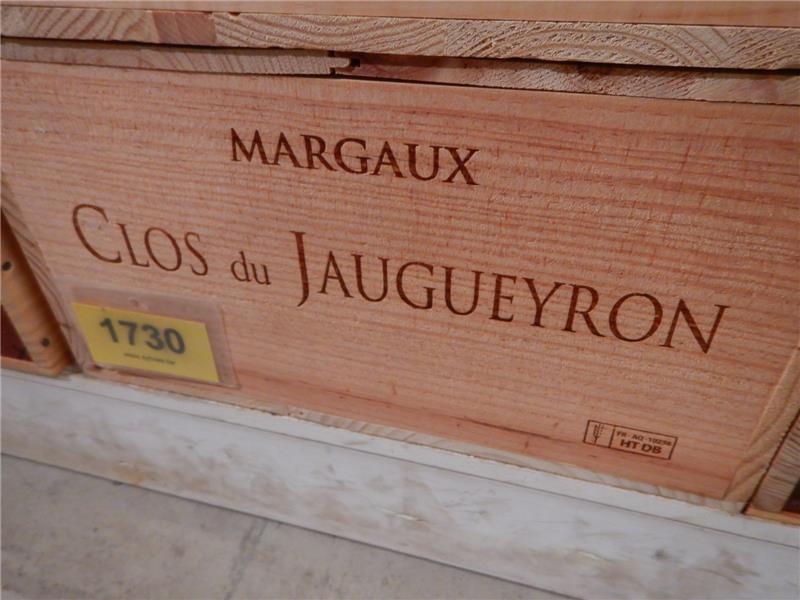 MARGAUX
CLOS du JAUGUEYRON
1730
HT DB